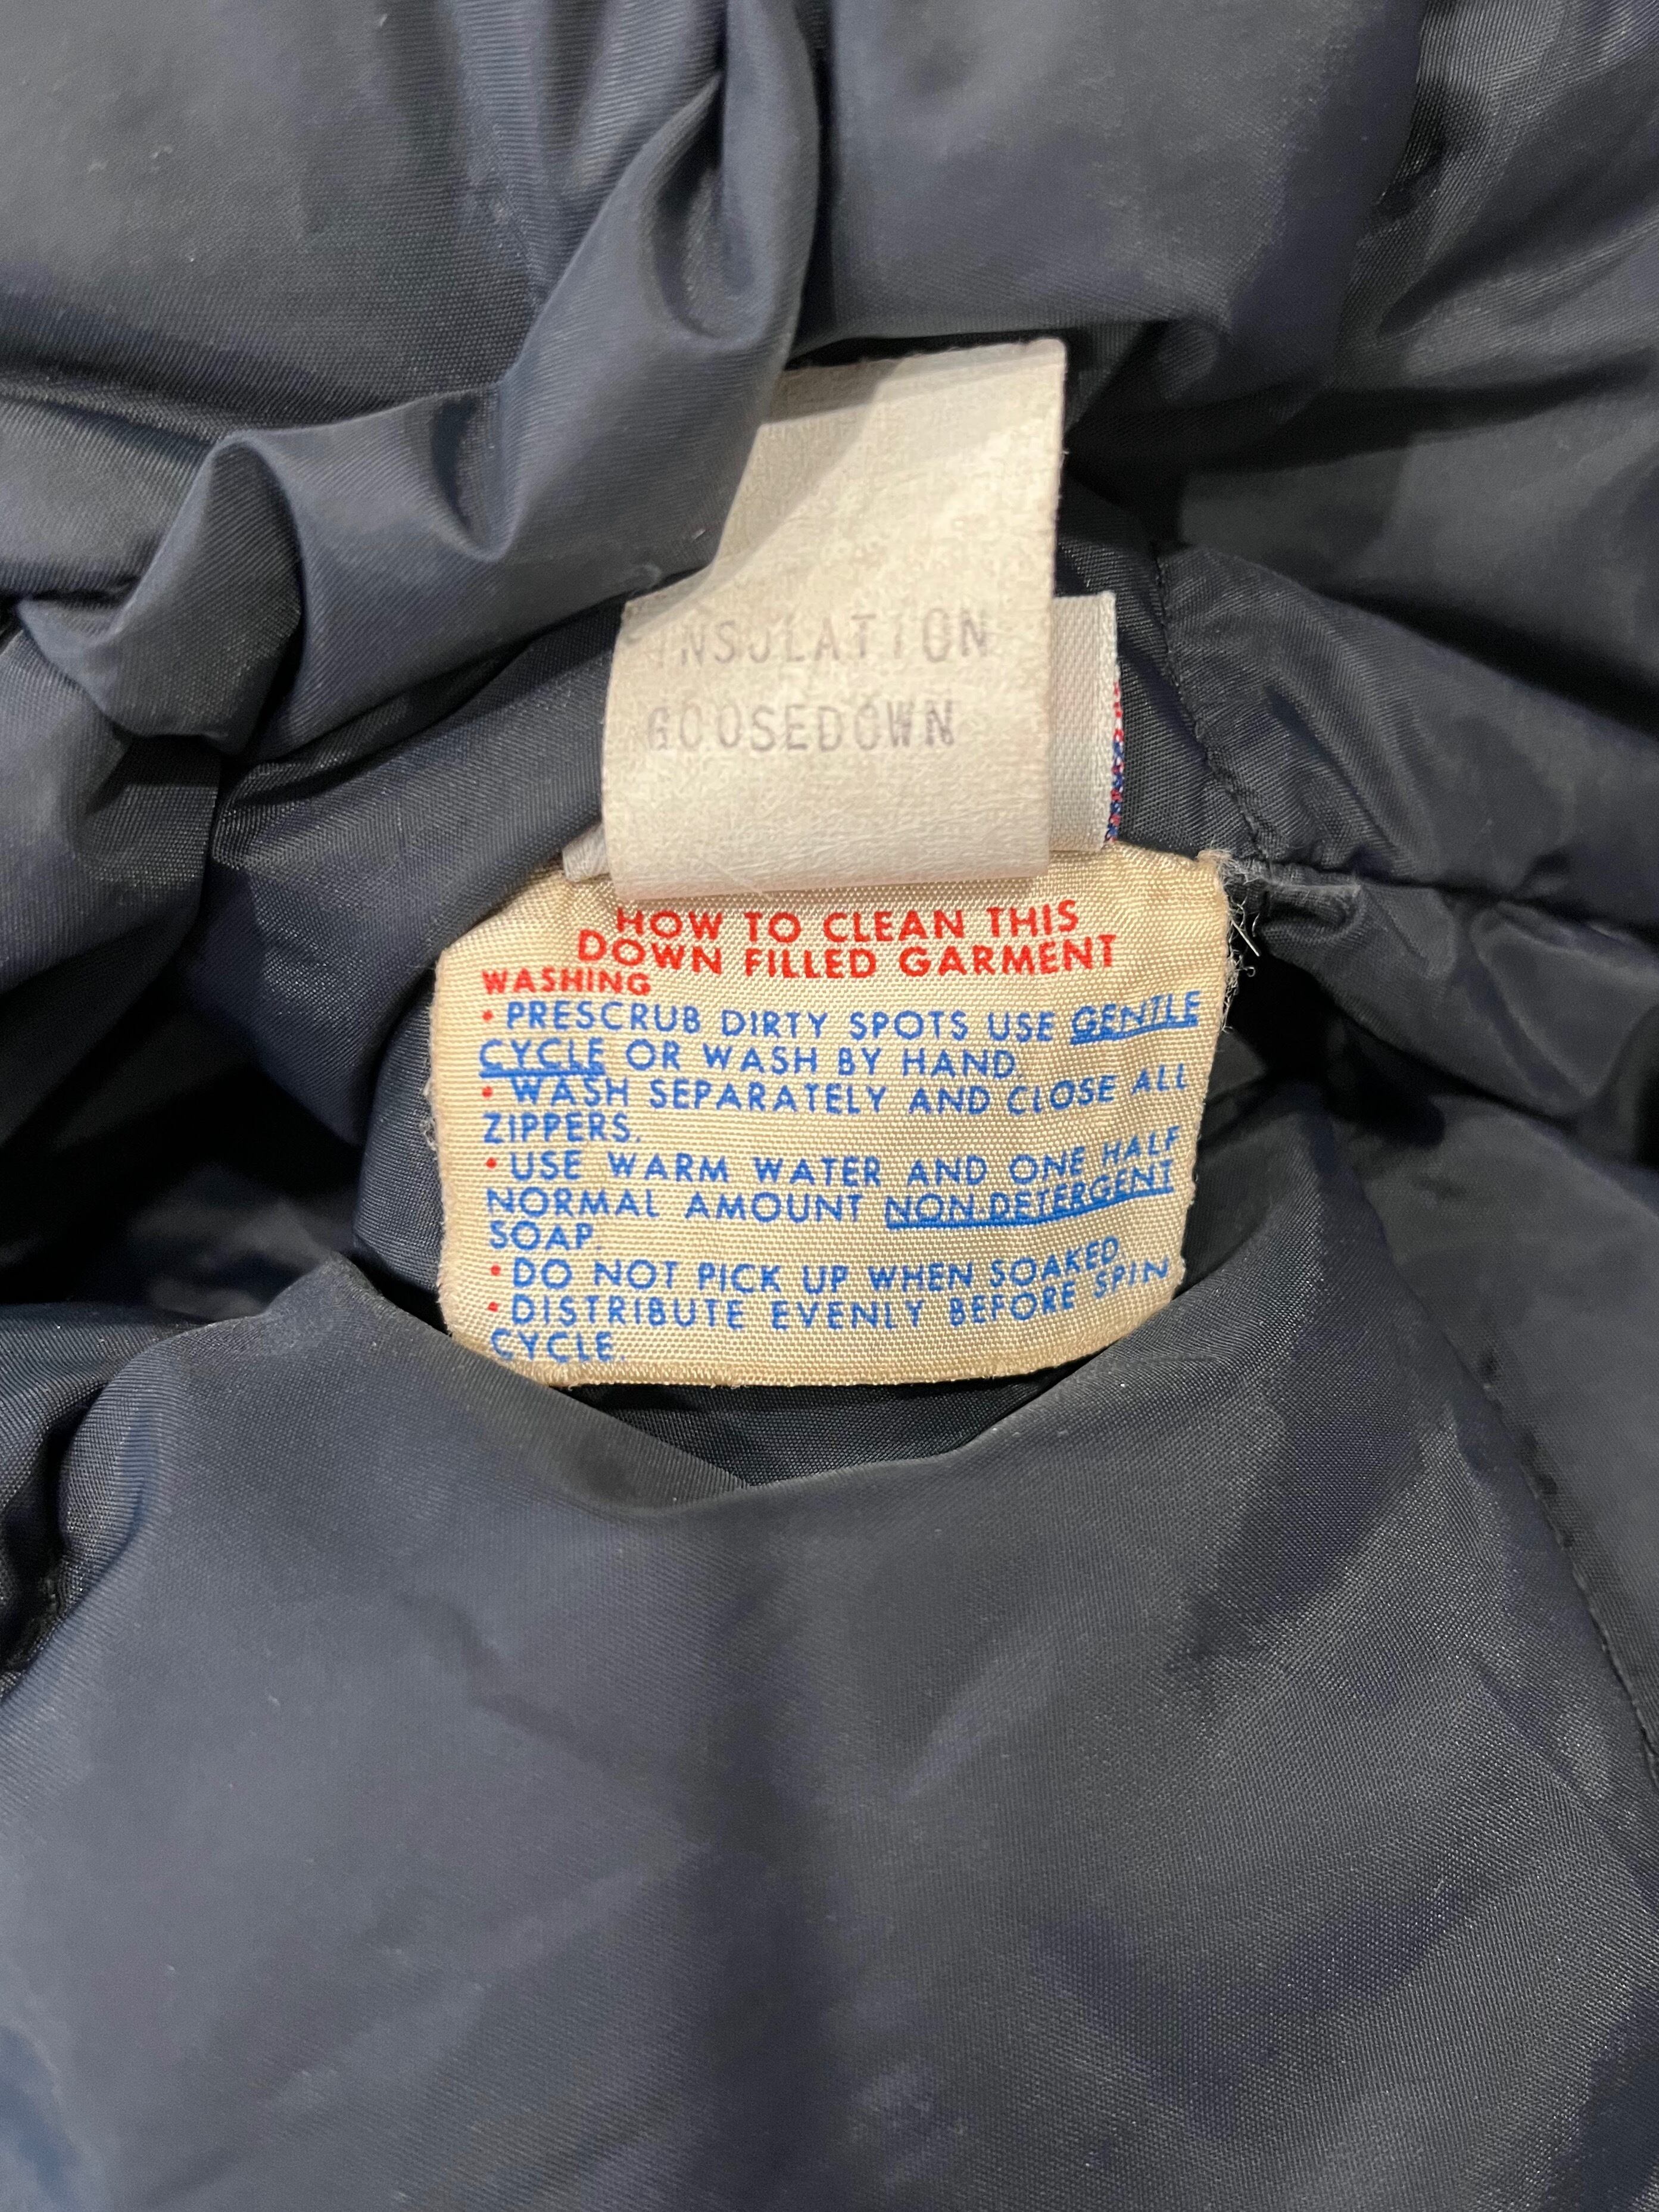 INSULATION
GOOSEDOWN
HOW TO CLEAN THIS
DOWN FILLED GARMENT
WASHING
• PRESCRUB DIRTY SPOTS USE GENTLE
CYCLE OR WASH BY HAND.
• WASH SEPARATELY AND CLOSE ALL
ZIPPERS.
• USE WARM WATER AND ONE HALF
NORMAL AMOUNT NON-DETERGENT
SOAP.
• DO NOT PICK UP WHEN SOAKED.
• DISTRIBUTE EVENLY BEFORE SPIN
CYCLE.